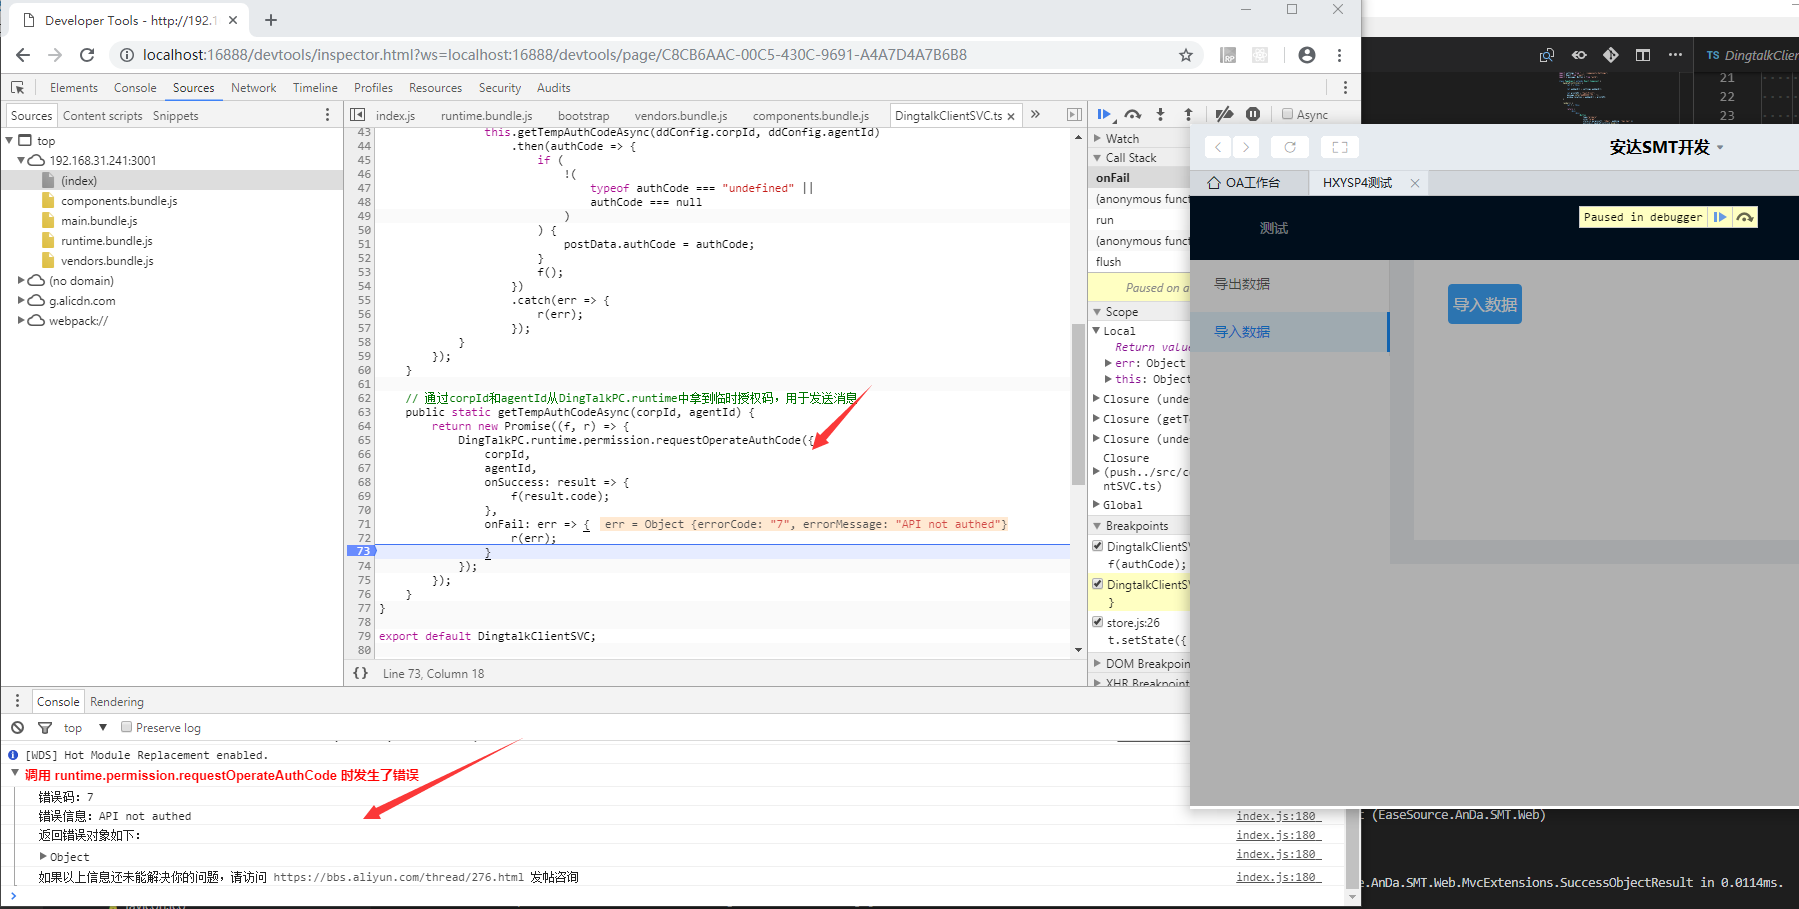 Developer Tools - http://192.1
localhost:16888/devtools/inspector.html?ws=localhost:16888/devtools/page/C8CB6AAC-00C5-430C-9691-A4A7D4A7B6B8
Elements Console Sources Network Timeline Profiles Resources Security Audits
Sources Content scripts Snippets
top
192.168.31.241:3001
(index)
components.bundle.js
main.bundle.js
runtime.bundle.js
vendors.bundle.js
(no domain)
g.alicdn.com
webpack://
index.js runtime.bundle.js bootstrap vendors.bundle.js components.bundle.js DingtalkClientSVC.ts
43 this.getTempAuthCodeAsync(ddConfig.corpId, ddConfig.agentId)
44 .then(authCode => {
45 if (
46 !(
47 typeof authCode === "undefined" ||
48 authCode === null
49 )
50 ) {
51 postData.authCode = authCode;
52 }
53 f();
54 })
55 .catch(err => {
56 r(err);
57 });
58 }
59 });
60 }
61
62 // 通过corpId和agentId从DingTalkPC.runtime中拿到临时授权码，用于发送消息
63 public static getTempAuthCodeAsync(corpId, agentId) {
64 return new Promise((f, r) => {
65 DingTalkPC.runtime.permission.requestOperateAuthCode({
66 corpId,
67 agentId,
68 onSuccess: result => {
69 f(result.code);
70 },
71 onFail: err => { err = Object {errorCode: "7", errorMessage: "API not authed"}
72 r(err);
73 }
74 });
75 });
76 }
77 }
78
79 export default DingtalkClientSVC;
80
{} Line 73, Column 18
Async
Watch
Call Stack
onFail
(anonymous funct
run
(anonymous funct
flush
Paused on a
Scope
Local
Return value
err: Object
this: Object
Closure (unde
Closure (getT
Closure (unde
Closure
(push../src/c
ntSVC.ts)
Global
Breakpoints
DingtalkClientSV
f(authCode);
DingtalkClientSV
}
store.js:26
t.setState({
DOM Breakpoin
XHR Breakpoint
TS DingtalkClien
21
22
23
安达SMT开发
OA工作台 HXYSP4测试
测试
Paused in debugger
导出数据
导入数据
导入数据
Console Rendering
top Preserve log
[WDS] Hot Module Replacement enabled.
调用 runtime.permission.requestOperateAuthCode 时发生了错误
错误码：7
错误信息：API not authed index.js:180
返回错误对象如下： index.js:180
Object index.js:180
如果以上信息还未能解决你的问题，请访问 https://bbs.aliyun.com/thread/276.html 发帖咨询 index.js:180
(EaseSource.AnDa.SMT.Web)
.AnDa.SMT.Web.MvcExtensions.SuccessObjectResult in 0.0114ms.